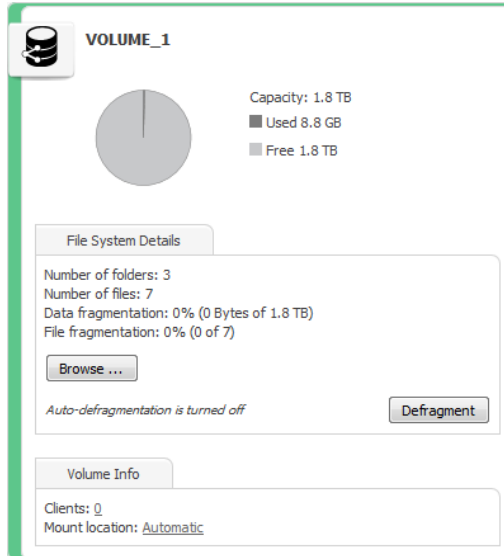 VOLUME_1
Capacity: 1.8 TB
Used 8.8 GB
Free 1.8 TB
File System Details
Number of folders: 3
Number of files: 7
Data fragmentation: 0% (0 Bytes of 1.8 TB)
File fragmentation: 0% (0 of 7)
Browse ...
Auto-defragmentation is turned off
Defragment
Volume Info
Clients: 0
Mount location: Automatic